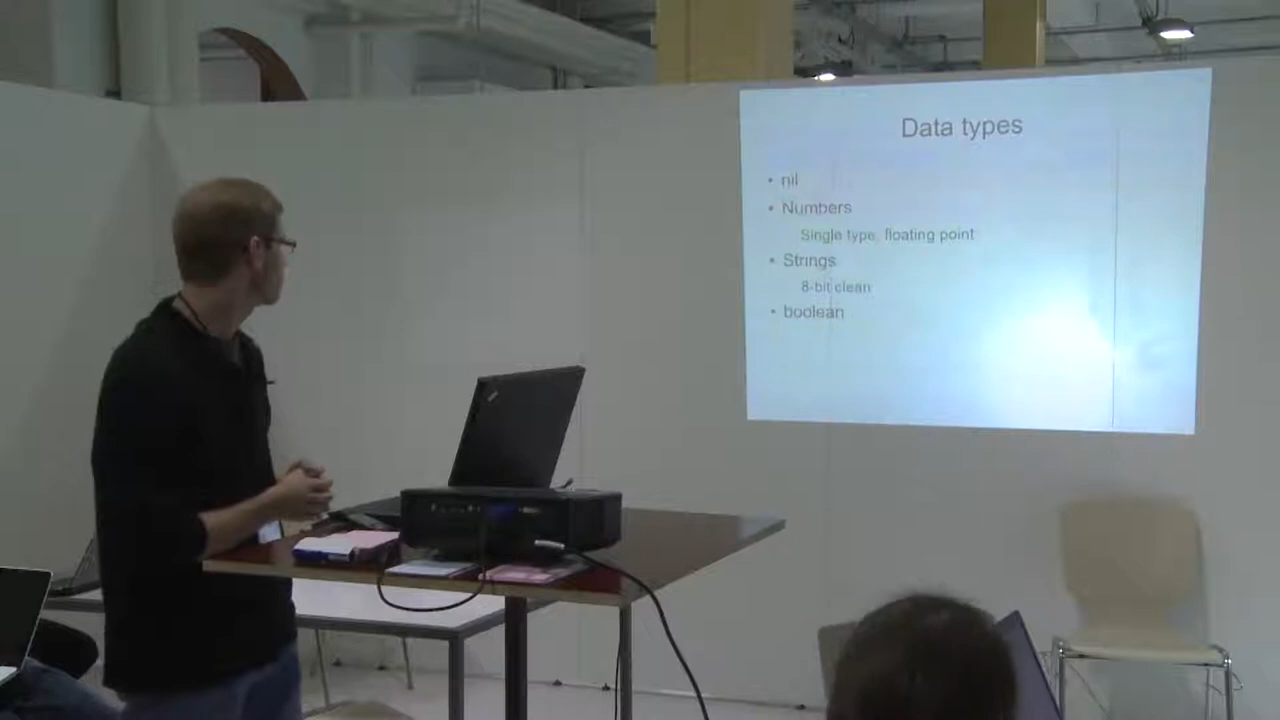 Data types
• nil
• Numbers
Single type, floating point
• Strings
8-bit clean
• boolean